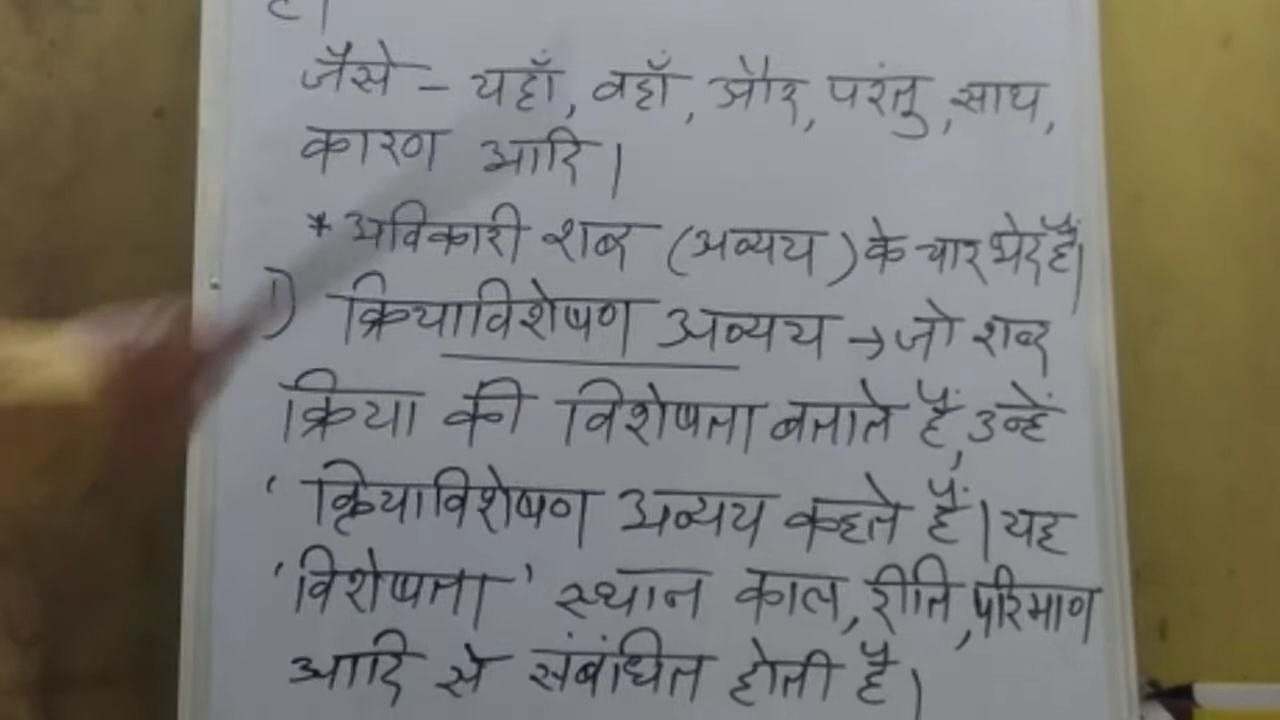 है।
जैसे – यहाँ, वहाँ, और, परंतु, साथ,
कारण आदि।
* अविकारी शब्द (अव्यय) के चार भेद हैं।
1) क्रियाविशेषण अव्यय → जो शब्द
क्रिया की विशेषता बताते हैं, उन्हें
' क्रियाविशेषण अव्यय कहते हैं। यह
'विशेषता' स्थान काल, रीति, परिमाण
आदि से संबंधित होती है।